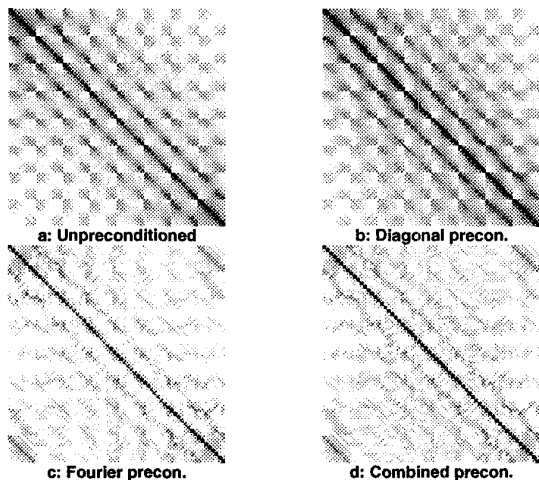 a: Unpreconditioned
b: Diagonal precon.
c: Fourier precon.
d: Combined precon.